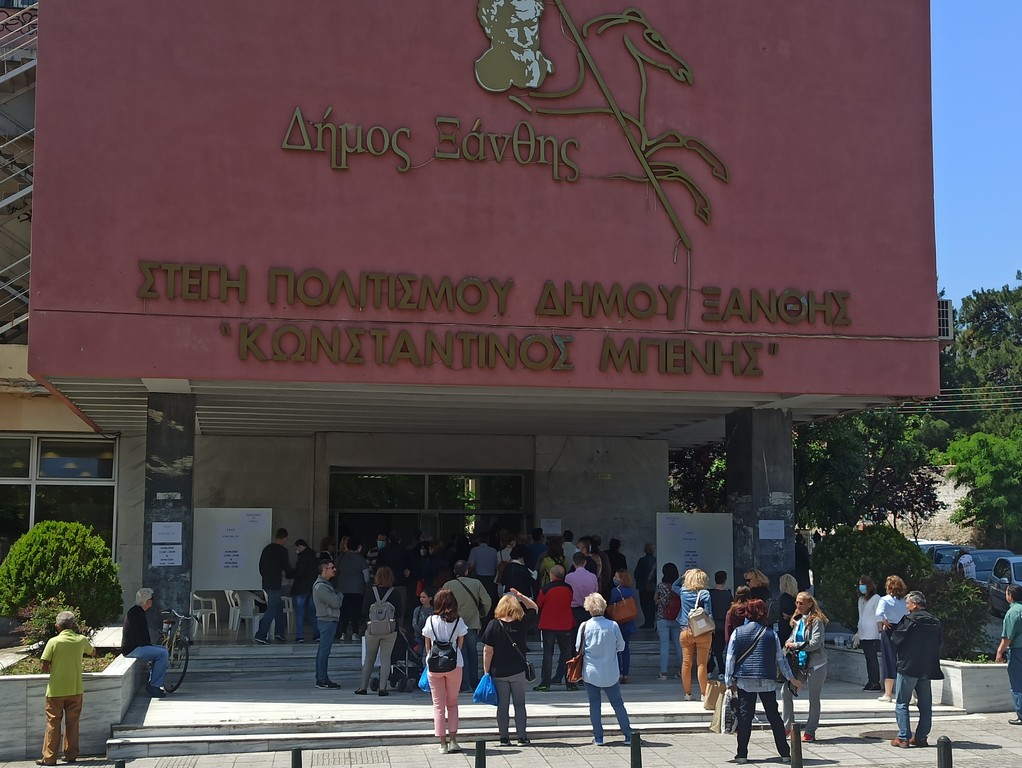 Δήμος Ξάνθης
ΣΤΕΓΗ ΠΟΛΙΤΙΣΜΟΥ ΔΗΜΟΥ ΞΑΝΘΗΣ
"ΚΩΝΣΤΑΝΤΙΝΟΣ ΜΠΕΝΗΣ"